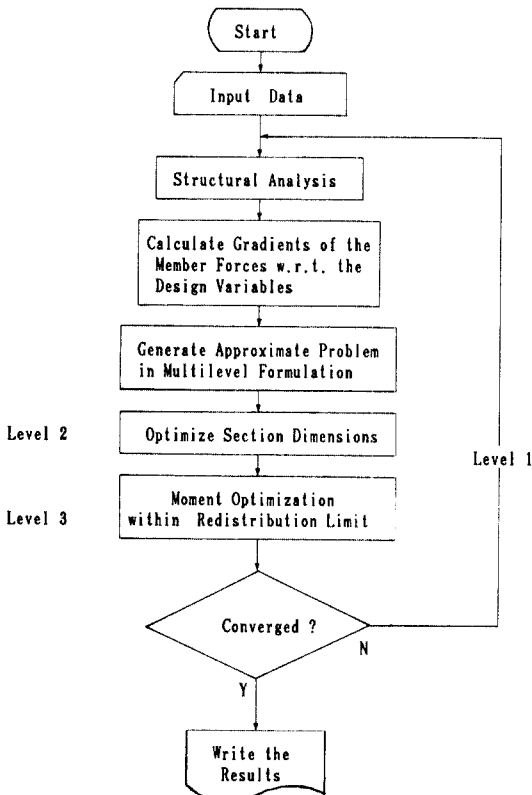 Start
Input Data
Structural Analysis
Calculate Gradients of the
Member Forces w.r.t. the
Design Variables
Generate Approximate Problem
in Multilevel Formulation
Level 2
Optimize Section Dimensions
Level 1
Moment Optimization
Level 3
within Redistribution Limit
Converged ?
N
Y
Write the
Results